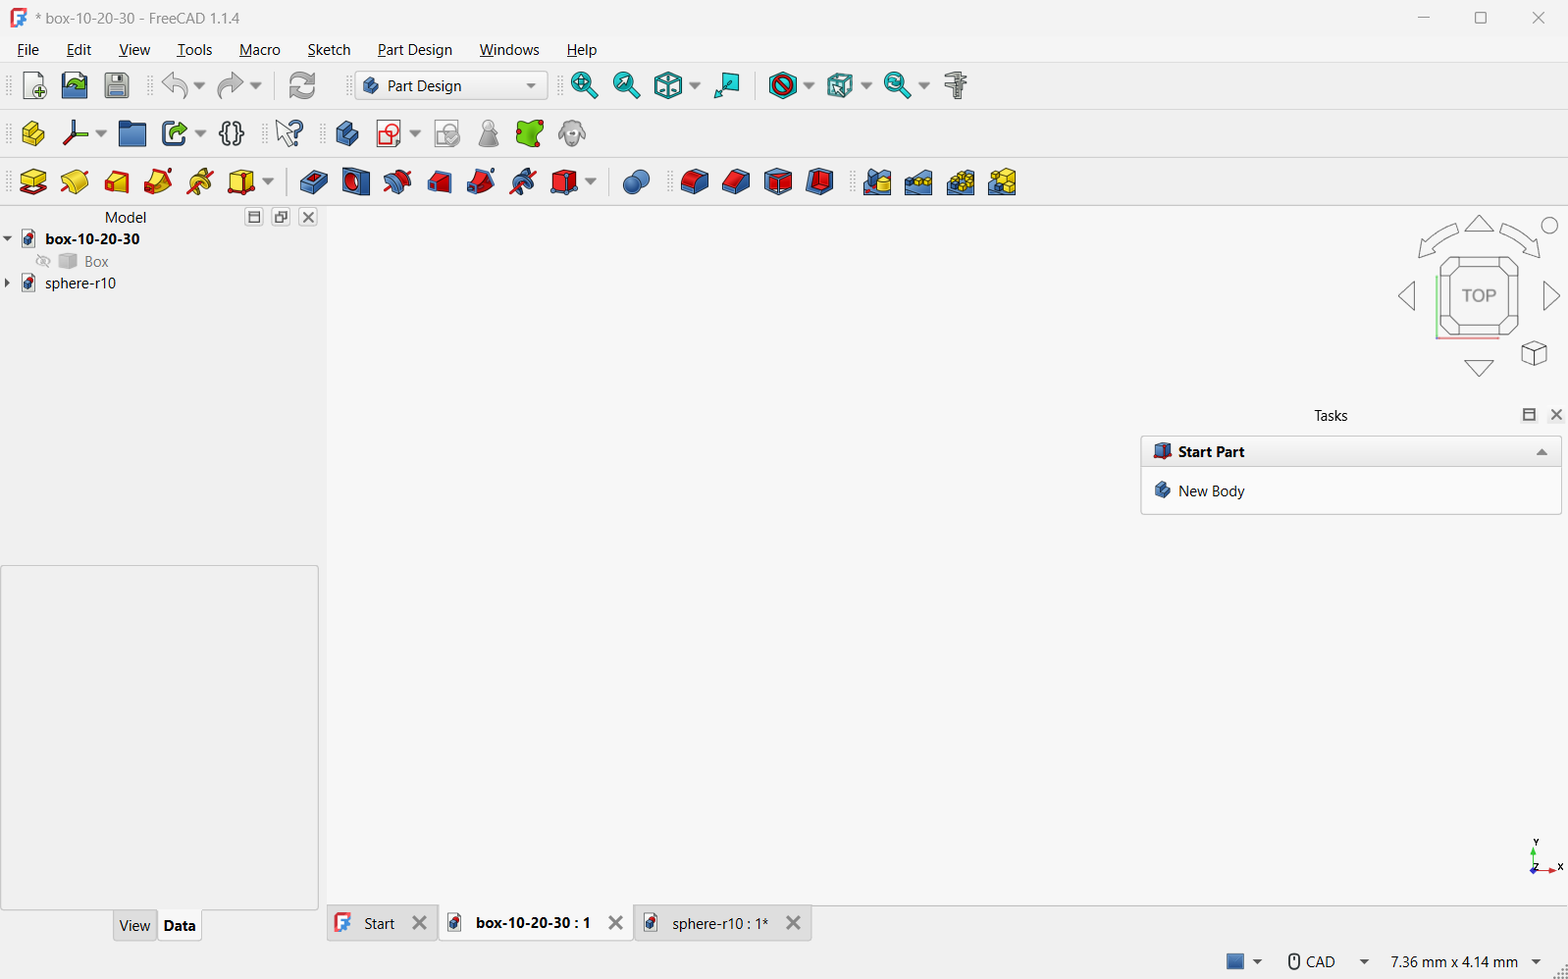 * box-10-20-30 - FreeCAD 1.1.4
File Edit View Tools Macro Sketch Part Design Windows Help
Part Design
Model
box-10-20-30
Box
sphere-r10
TOP
Tasks
Start Part
New Body
Y
Z X
View Data
Start box-10-20-30 : 1 sphere-r10 : 1*
CAD 7.36 mm x 4.14 mm